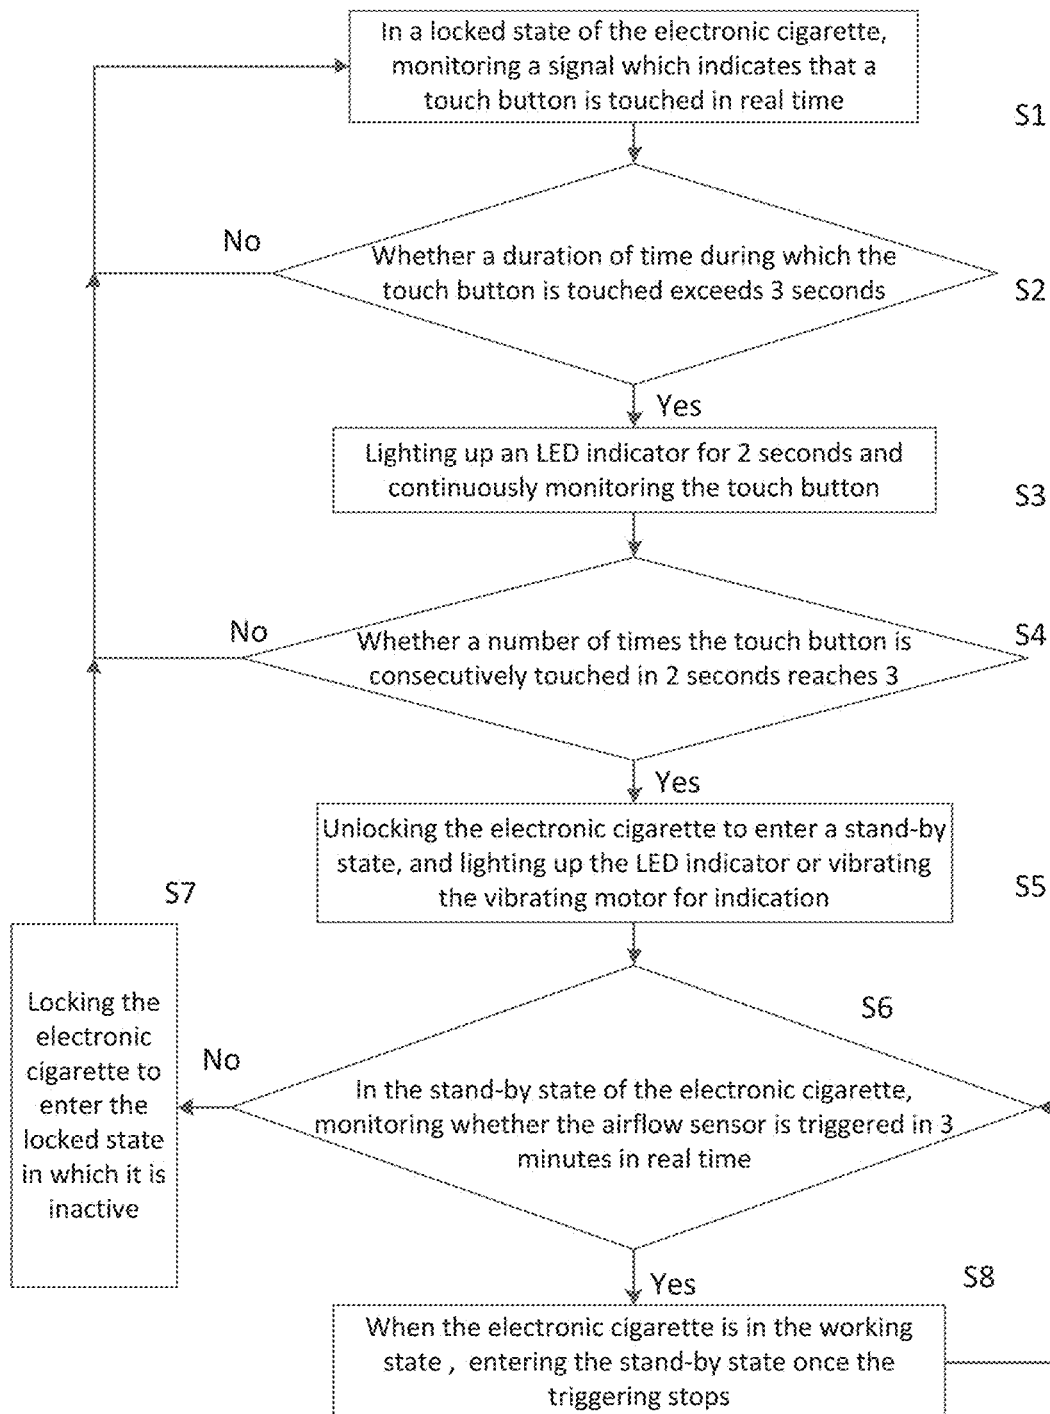 In a locked state of the electronic cigarette,
monitoring a signal which indicates that a
touch button is touched in real time
S1
No
Whether a duration of time during which the
touch button is touched exceeds 3 seconds
S2
Yes
Lighting up an LED indicator for 2 seconds and
continuously monitoring the touch button
S3
No
Whether a number of times the touch button is
consecutively touched in 2 seconds reaches 3
S4
Yes
Unlocking the electronic cigarette to enter a stand-by
state, and lighting up the LED indicator or vibrating
the vibrating motor for indication
S5
S7
Locking the
electronic
cigarette to
enter the
locked state
in which it is
inactive
No
S6
In the stand-by state of the electronic cigarette,
monitoring whether the airflow sensor is triggered in 3
minutes in real time
Yes
S8
When the electronic cigarette is in the working
state , entering the stand-by state once the
triggering stops